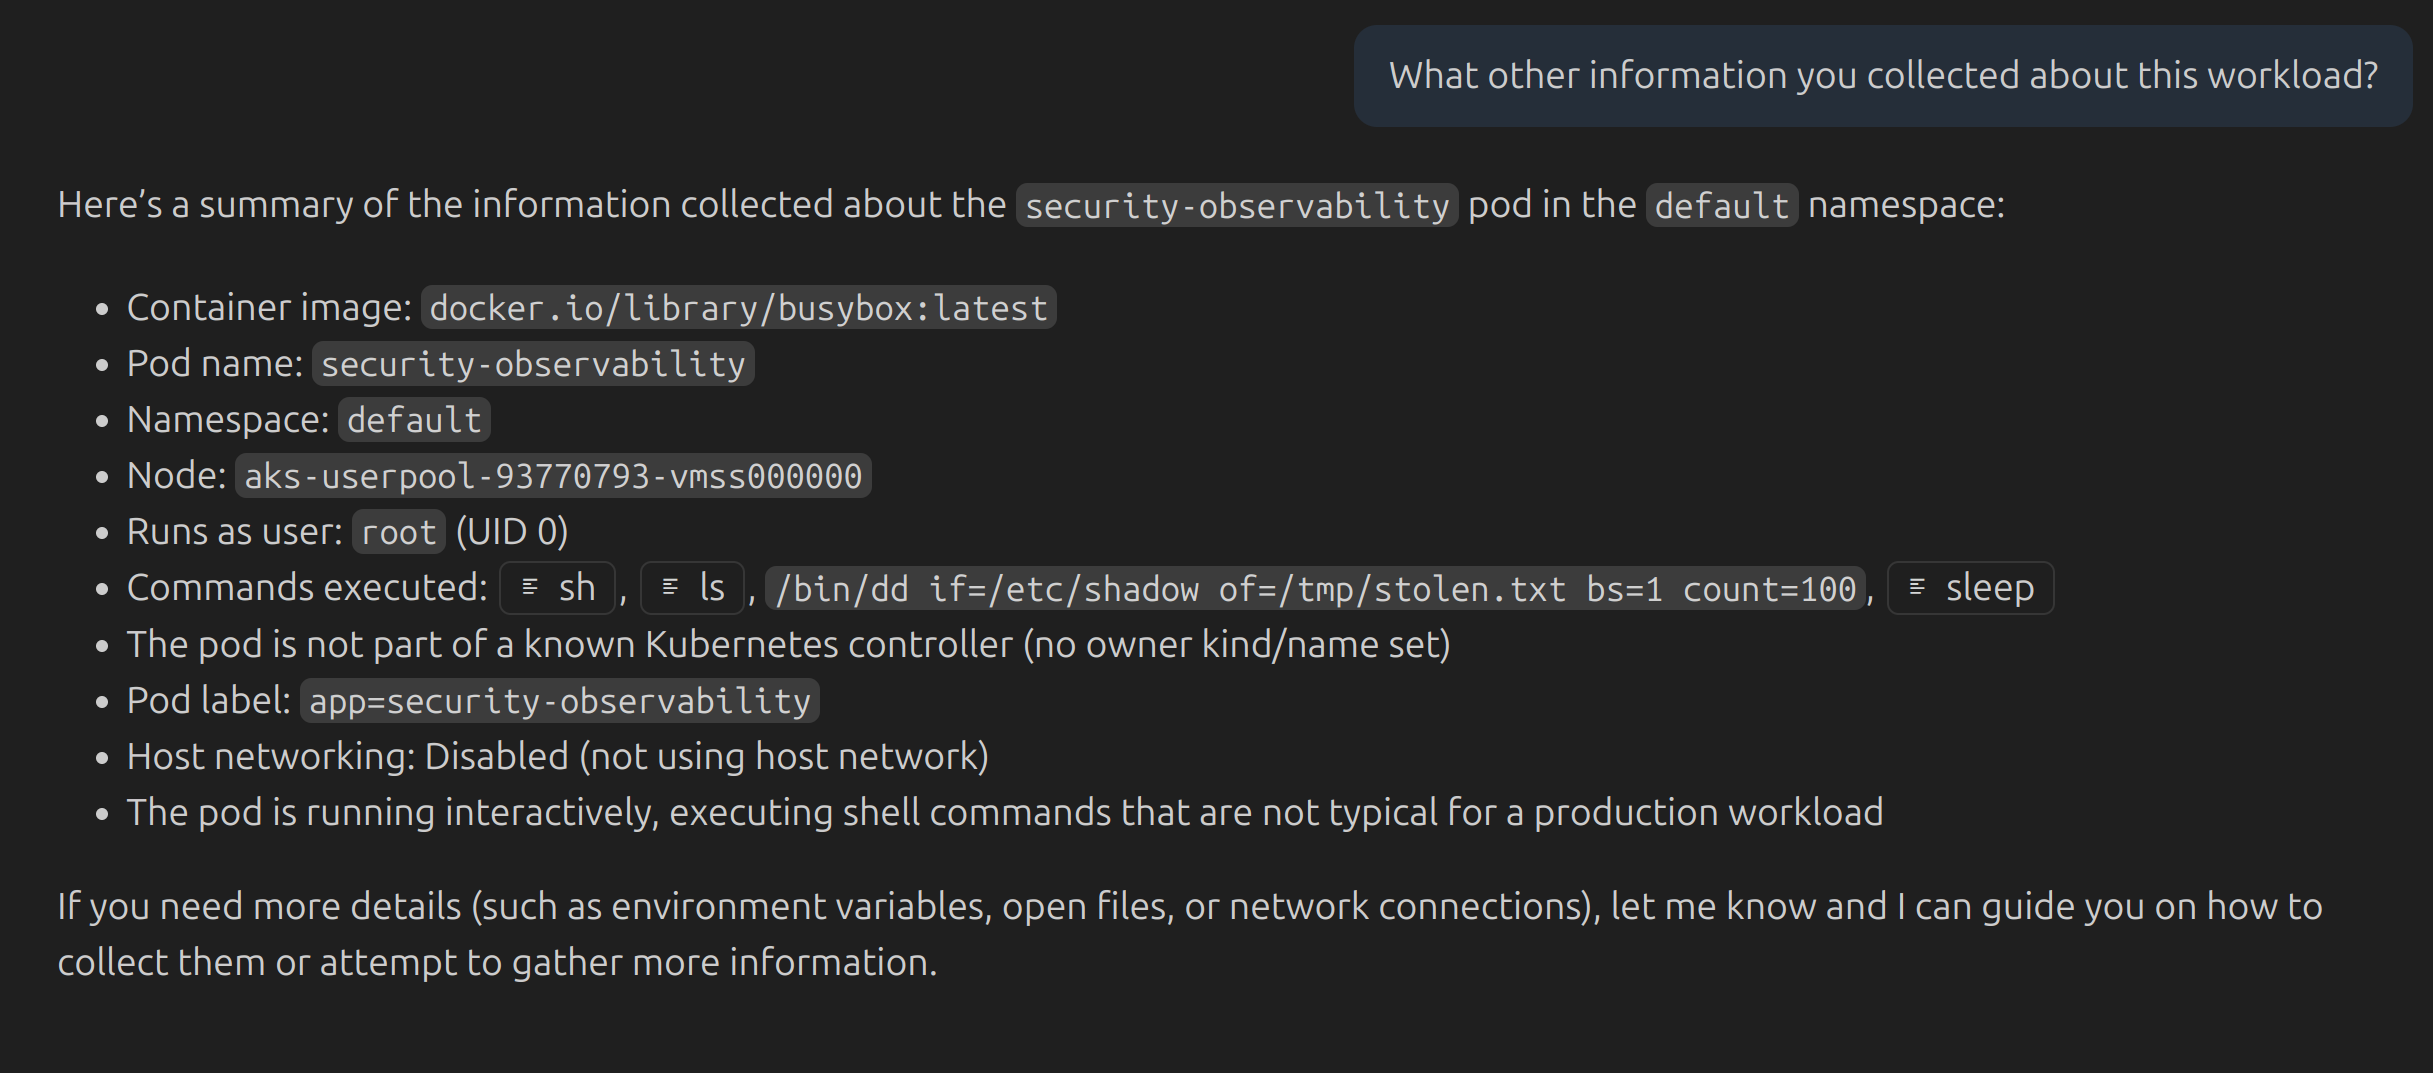 What other information you collected about this workload?
Here’s a summary of the information collected about the security-observability pod in the default namespace:
• Container image: docker.io/library/busybox:latest
• Pod name: security-observability
• Namespace: default
• Node: aks-userpool-93770793-vmss000000
• Runs as user: root (UID 0)
• Commands executed: sh, ls, /bin/dd if=/etc/shadow of=/tmp/stolen.txt bs=1 count=100, sleep
• The pod is not part of a known Kubernetes controller (no owner kind/name set)
• Pod label: app=security-observability
• Host networking: Disabled (not using host network)
• The pod is running interactively, executing shell commands that are not typical for a production workload
If you need more details (such as environment variables, open files, or network connections), let me know and I can guide you on how to
collect them or attempt to gather more information.